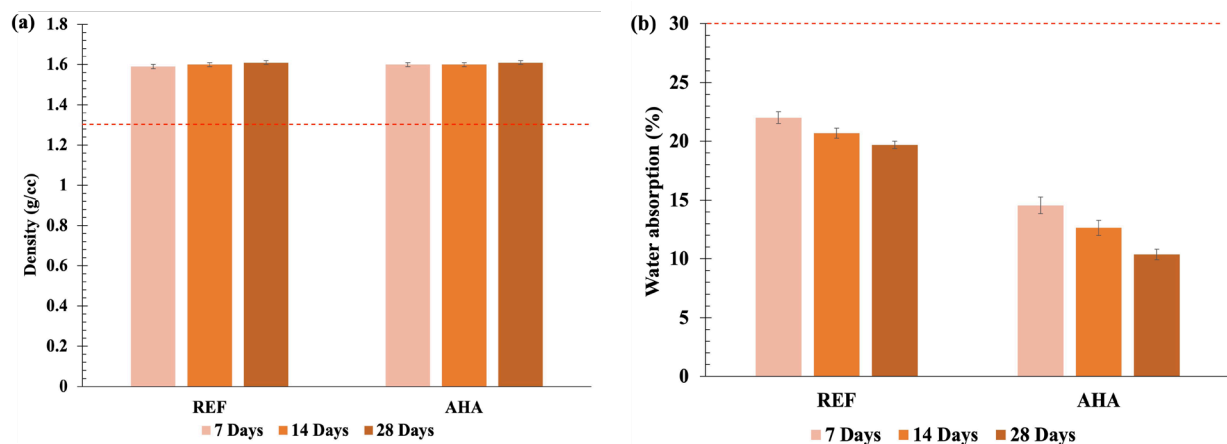 (a)
1.8
1.6
1.4
1.2
1
0.8
0.6
0.4
0.2
0
Density (g/cc)
REF AHA
7 Days 14 Days 28 Days
(b)
30
25
20
15
10
5
0
Water absorption (%)
REF AHA
7 Days 14 Days 28 Days